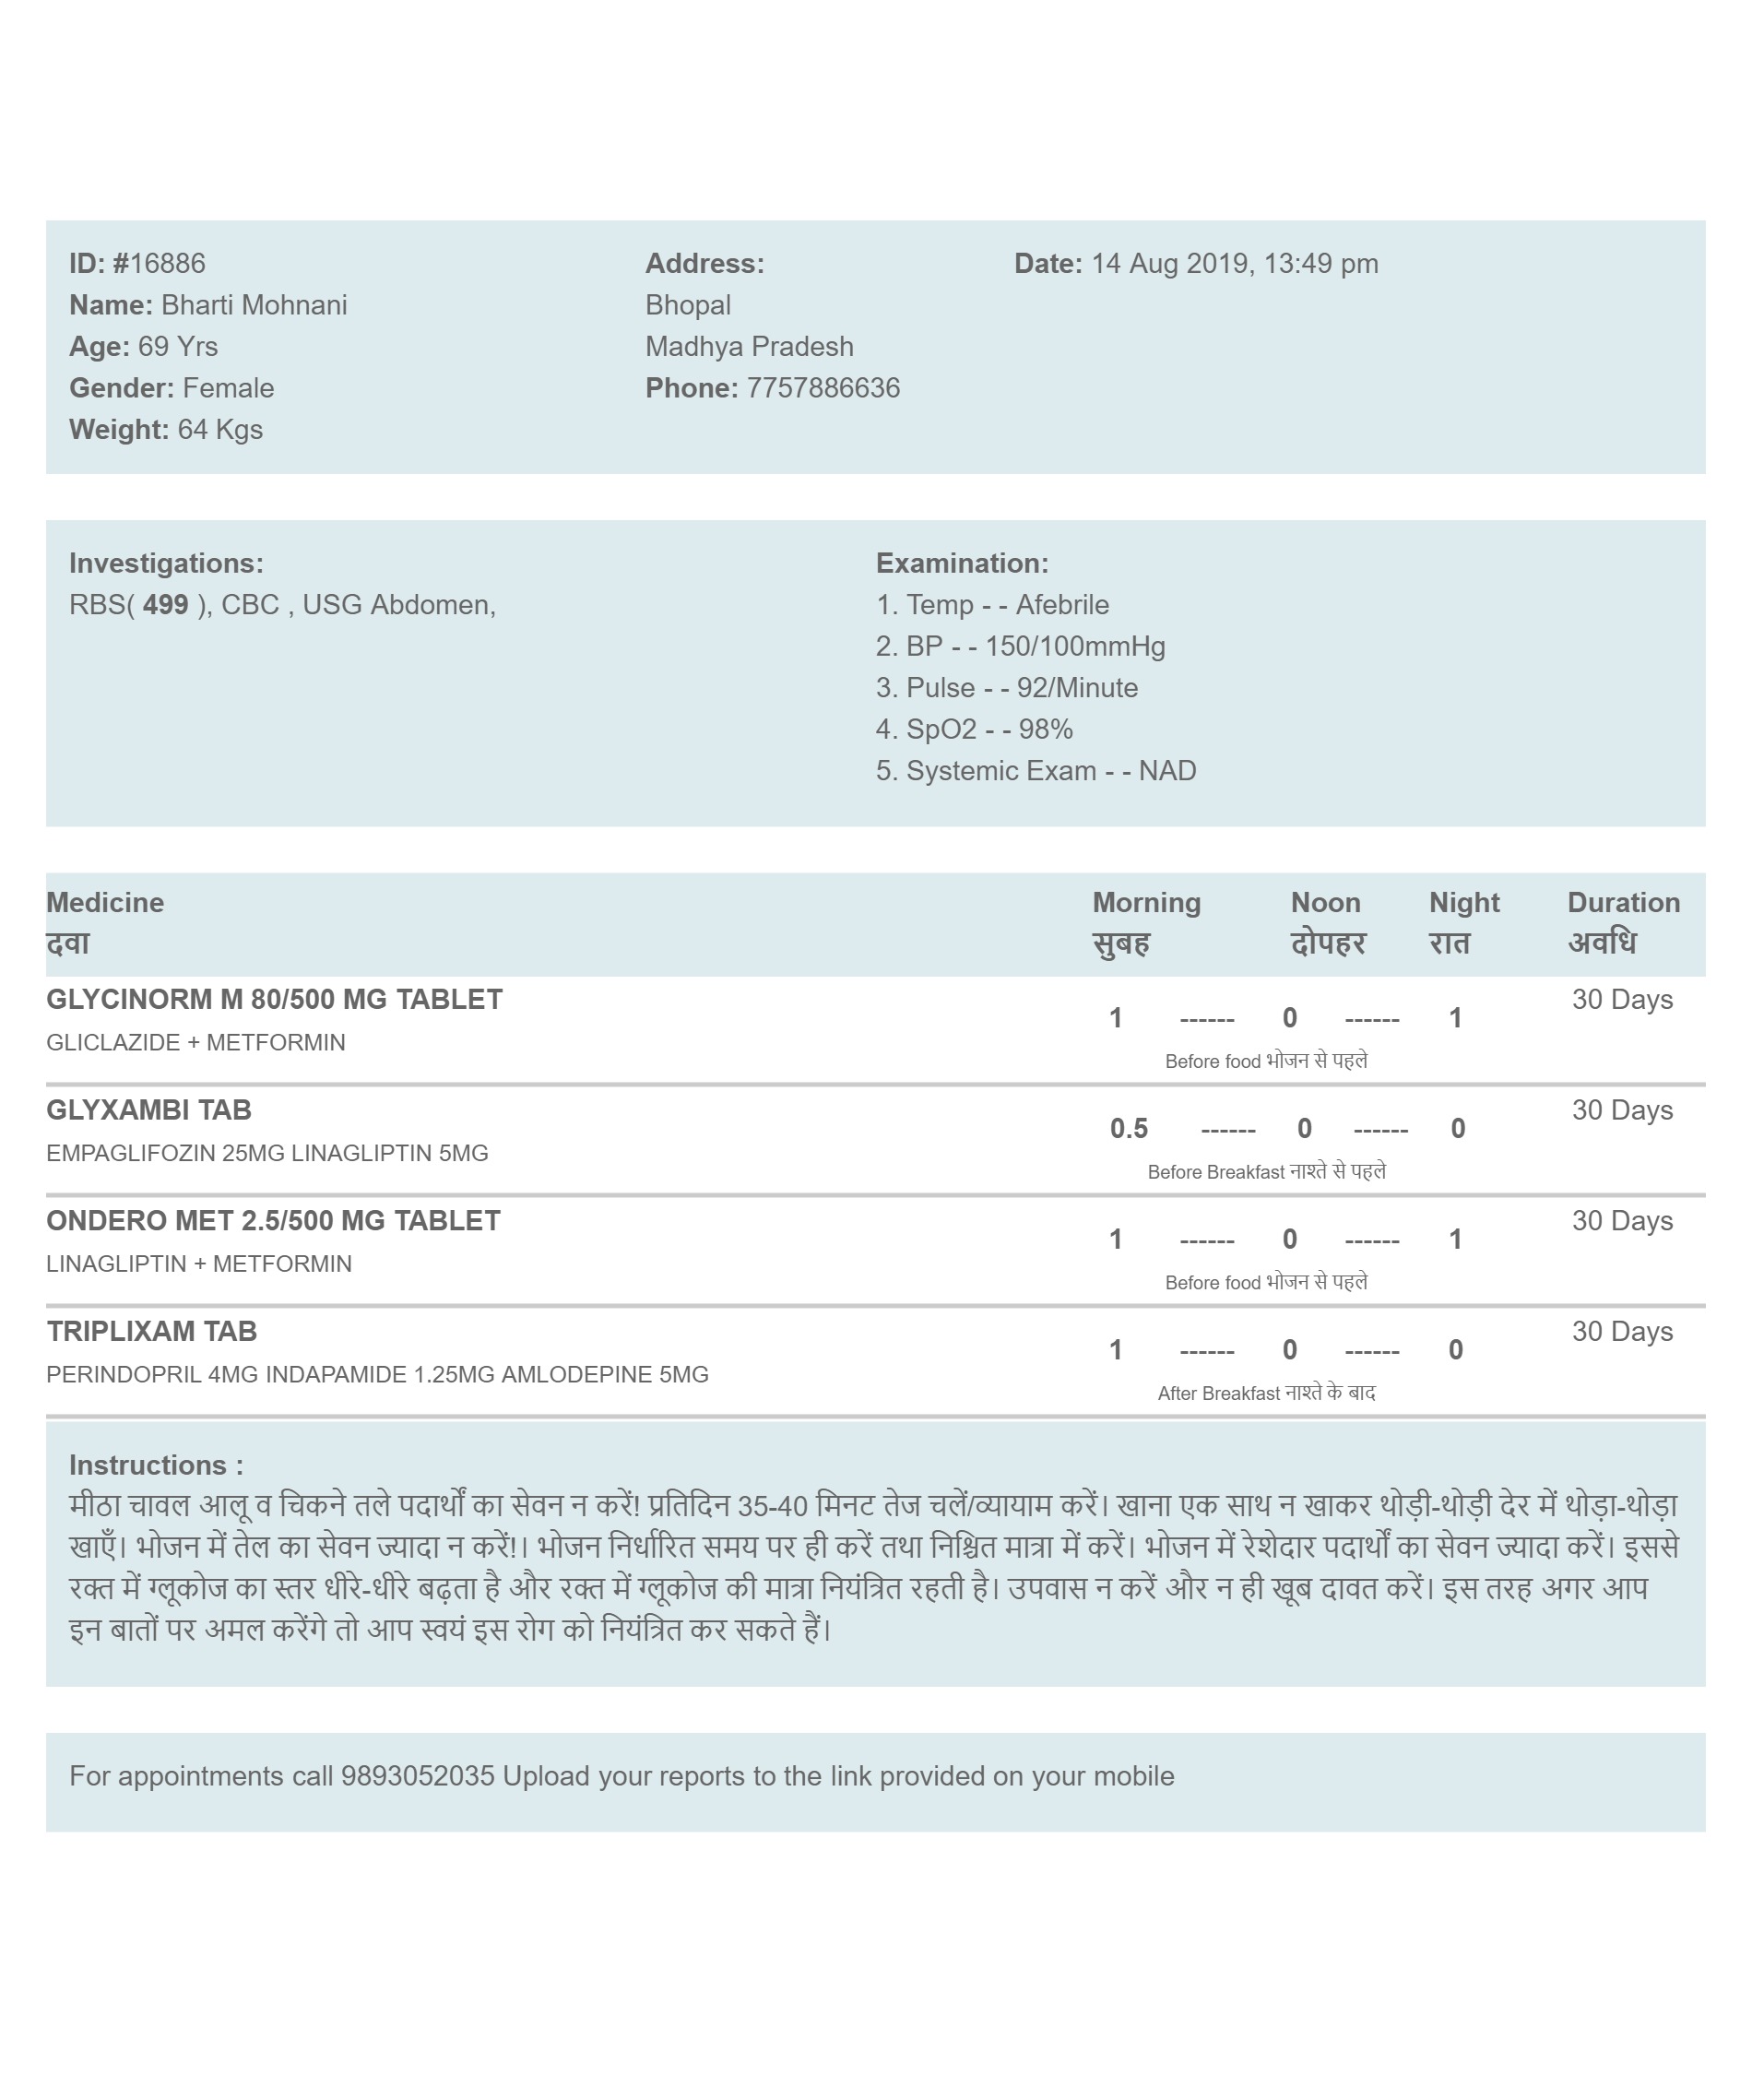 ID: #16886
Name: Bharti Mohnani
Age: 69 Yrs
Gender: Female
Weight: 64 Kgs
Address:
Bhopal
Madhya Pradesh
Phone: 7757886636
Date: 14 Aug 2019, 13:49 pm
Investigations:
RBS( 499 ), CBC , USG Abdomen,
Examination:
1. Temp - - Afebrile
2. BP - - 150/100mmHg
3. Pulse - - 92/Minute
4. SpO2 - - 98%
5. Systemic Exam - - NAD
Medicine Morning Noon Night Duration
दवा सुबह दोपहर रात अवधि
GLYCINORM M 80/500 MG TABLET 30 Days
1 ------ 0 ------ 1
GLICLAZIDE + METFORMIN
Before food भोजन से पहले
GLYXAMBI TAB 30 Days
0.5 ------ 0 ------ 0
EMPAGLIFOZIN 25MG LINAGLIPTIN 5MG
Before Breakfast नाश्ते से पहले
ONDERO MET 2.5/500 MG TABLET 30 Days
1 ------ 0 ------ 1
LINAGLIPTIN + METFORMIN
Before food भोजन से पहले
TRIPLIXAM TAB 30 Days
1 ------ 0 ------ 0
PERINDOPRIL 4MG INDAPAMIDE 1.25MG AMLODEPINE 5MG
After Breakfast नाश्ते के बाद
Instructions :
मीठा चावल आलू व चिकने तले पदार्थों का सेवन न करें! प्रतिदिन 35-40 मिनट तेज चलें/व्यायाम करें। खाना एक साथ न खाकर थोड़ी-थोड़ी देर में थोड़ा-थोड़ा
खाएँ। भोजन में तेल का सेवन ज्यादा न करें!। भोजन निर्धारित समय पर ही करें तथा निश्चित मात्रा में करें। भोजन में रेशेदार पदार्थों का सेवन ज्यादा करें। इससे
रक्त में ग्लूकोज का स्तर धीरे-धीरे बढ़ता है और रक्त में ग्लूकोज की मात्रा नियंत्रित रहती है। उपवास न करें और न ही खूब दावत करें। इस तरह अगर आप
इन बातों पर अमल करेंगे तो आप स्वयं इस रोग को नियंत्रित कर सकते हैं।
For appointments call 9893052035 Upload your reports to the link provided on your mobile